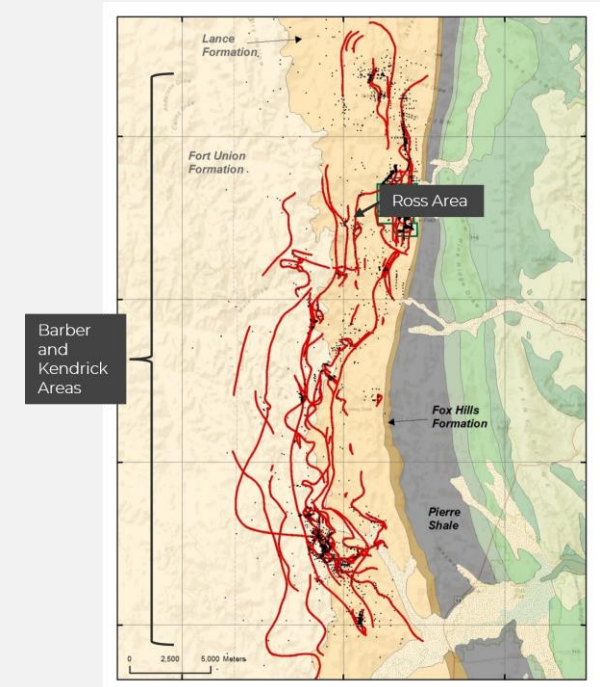 Lance
Formation
Fort Union
Formation
Ross Area
Barber
and
Kendrick
Areas
Fox Hills
Formation
Pierre
Shale
0 2,500 5,000 Meters